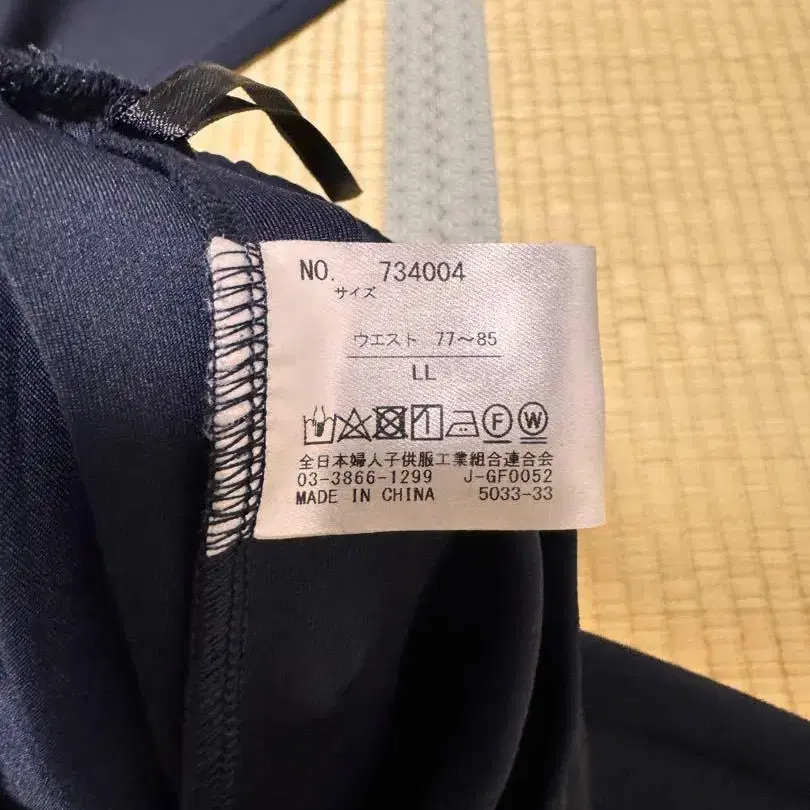 NO. 734004
サイズ
ウエスト 77～85
LL
F W
全日本婦人子供服工業組合連合会
03-3866-1299 J-GF0052
MADE IN CHINA 5033-33